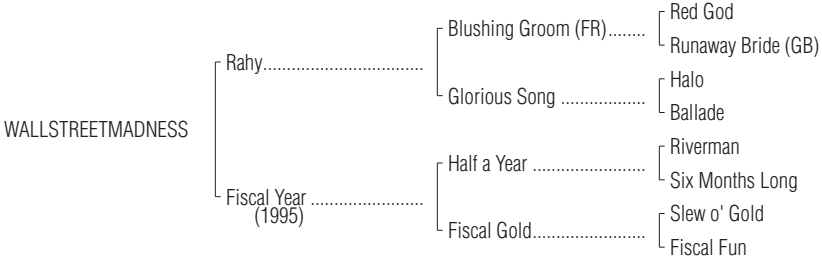 Red God
Blushing Groom (FR)........
Runaway Bride (GB)
Rahy................................
Halo
Glorious Song .................
Ballade
WALLSTREETMADNESS
Riverman
Half a Year .......................
Six Months Long
Fiscal Year .......................
(1995)
Slew o' Gold
Fiscal Gold.......................
Fiscal Fun